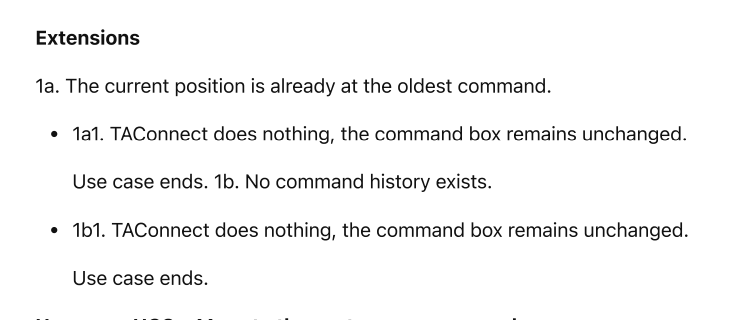 Extensions
1a. The current position is already at the oldest command.
• 1a1. TAConnect does nothing, the command box remains unchanged.
Use case ends. 1b. No command history exists.
• 1b1. TAConnect does nothing, the command box remains unchanged.
Use case ends.